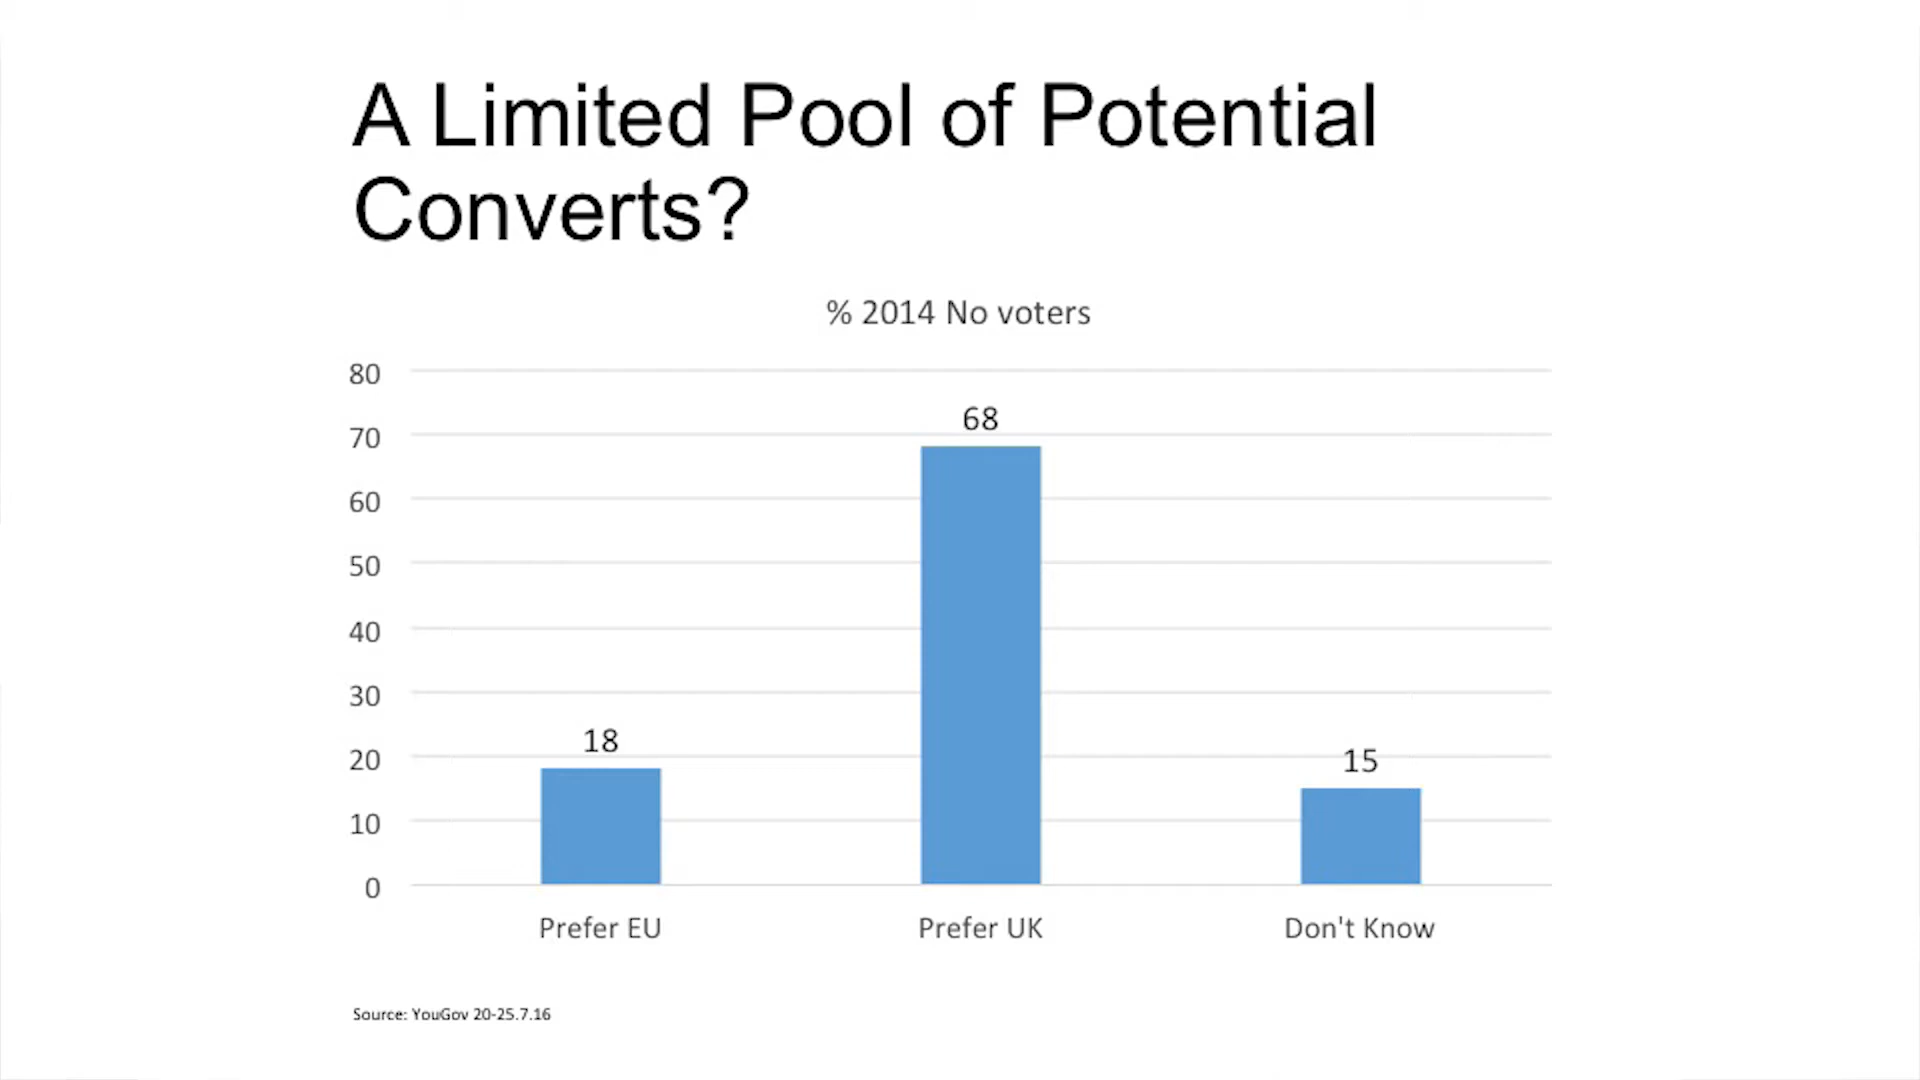 A Limited Pool of Potential
Converts?
% 2014 No voters
80
70
60
50
40
30
20
10
0
18
68
15
Prefer EU
Prefer UK
Don't Know
Source: YouGov 20-25.7.16